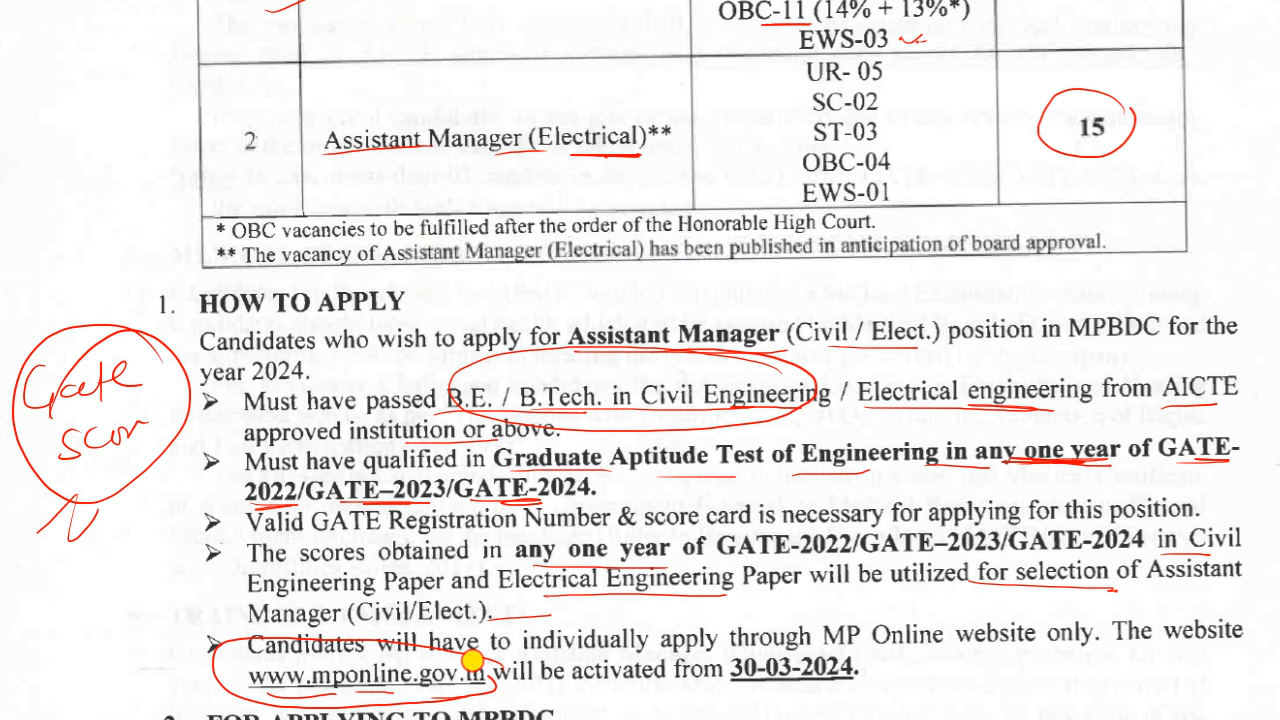 OBC-11 (14% + 13%*)
EWS-03
UR- 05
SC-02
2 Assistant Manager (Electrical)** ST-03 15
OBC-04
EWS-01
* OBC vacancies to be fulfilled after the order of the Honorable High Court.
** The vacancy of Assistant Manager (Electrical) has been published in anticipation of board approval.
1. HOW TO APPLY
Candidates who wish to apply for Assistant Manager (Civil / Elect.) position in MPBDC for the
year 2024.
➢ Must have passed B.E. / B.Tech. in Civil Engineering / Electrical engineering from AICTE
approved institution or above.
➢ Must have qualified in Graduate Aptitude Test of Engineering in any one year of GATE-
2022/GATE–2023/GATE-2024.
➢ Valid GATE Registration Number & score card is necessary for applying for this position.
➢ The scores obtained in any one year of GATE-2022/GATE–2023/GATE-2024 in Civil
Engineering Paper and Electrical Engineering Paper will be utilized for selection of Assistant
Manager (Civil/Elect.).
➢ Candidates will have to individually apply through MP Online website only. The website
www.mponline.gov.in will be activated from 30-03-2024.
2. FOR APPLYING TO MPBDC
Gate
scon